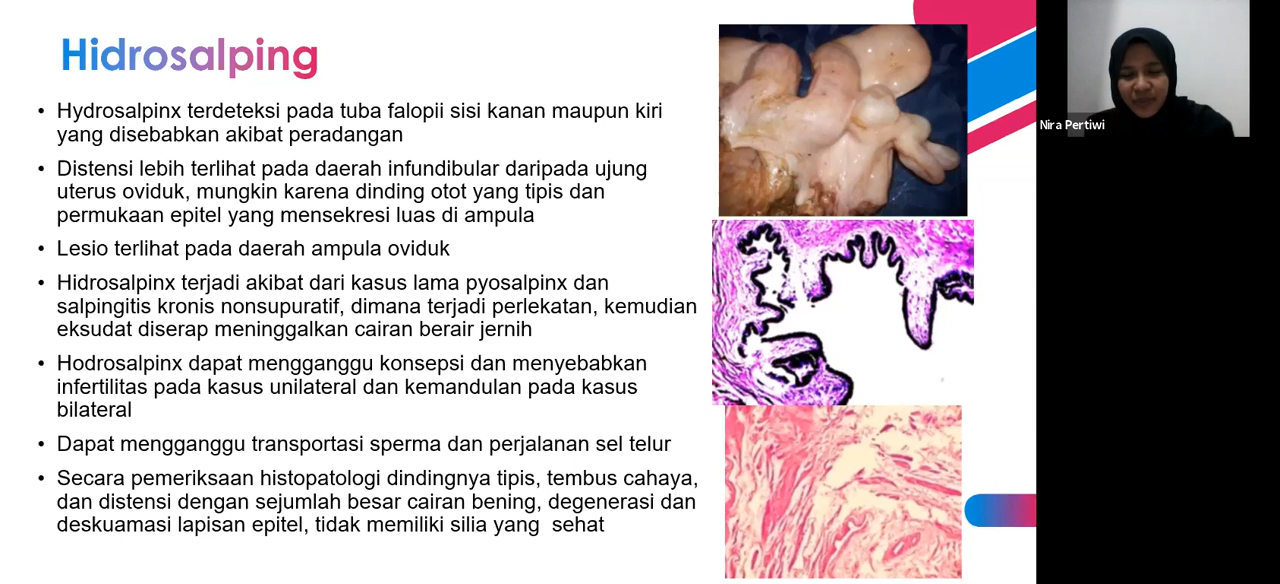 Hidrosalping
• Hydrosalpinx terdeteksi pada tuba falopii sisi kanan maupun kiri
yang disebabkan akibat peradangan
• Distensi lebih terlihat pada daerah infundibular daripada ujung
uterus oviduk, mungkin karena dinding otot yang tipis dan
permukaan epitel yang mensekresi luas di ampula
• Lesio terlihat pada daerah ampula oviduk
• Hidrosalpinx terjadi akibat dari kasus lama pyosalpinx dan
salpingitis kronis nonsupuratif, dimana terjadi perlekatan, kemudian
eksudat diserap meninggalkan cairan berair jernih
• Hodrosalpinx dapat mengganggu konsepsi dan menyebabkan
infertilitas pada kasus unilateral dan kemandulan pada kasus
bilateral
• Dapat mengganggu transportasi sperma dan perjalanan sel telur
• Secara pemeriksaan histopatologi dindingnya tipis, tembus cahaya,
dan distensi dengan sejumlah besar cairan bening, degenerasi dan
deskuamasi lapisan epitel, tidak memiliki silia yang  sehat
Nira Pertiwi